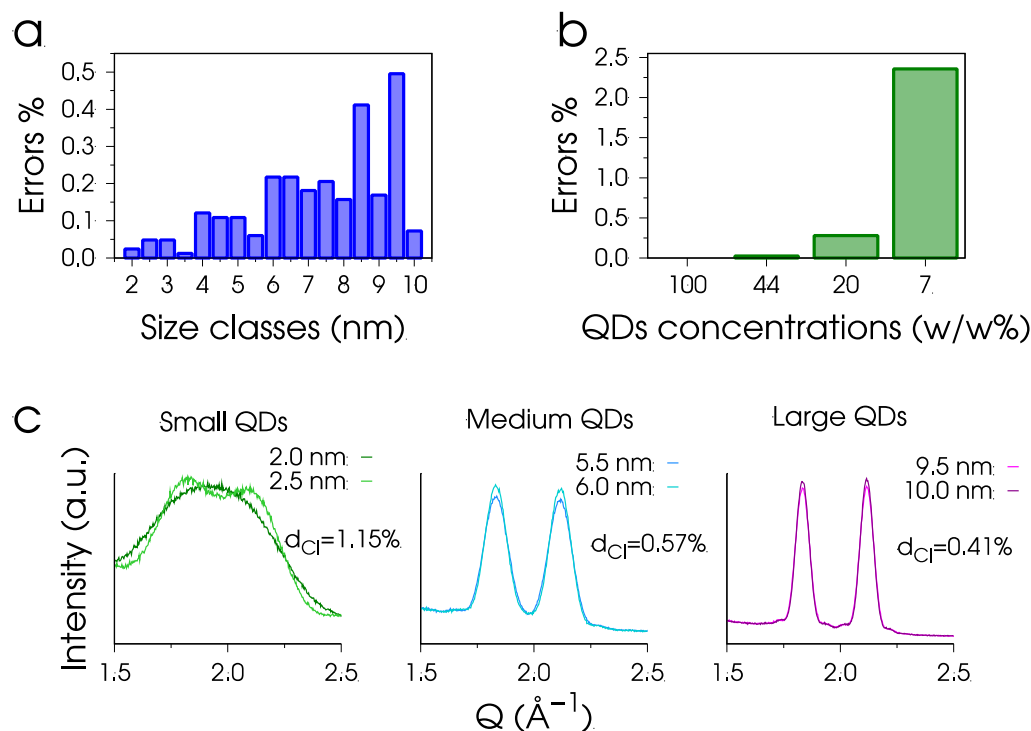 a
0.5
0.4
0.3
0.2
0.1
0.0
Errors %
2 3 4 5 6 7 8 9 10
Size classes (nm)
b
2.5
2.0
1.5
1.0
0.5
0.0
Errors %
100 44 20 7
QDs concentrations (w/w%)
c
Intensity (a.u.)
Small QDs
2.0 nm
2.5 nm
d_CI=1.15%
1.5 2.0 2.5
Medium QDs
5.5 nm
6.0 nm
d_CI=0.57%
1.5 2.0 2.5
Large QDs
9.5 nm
10.0 nm
d_CI=0.41%
1.5 2.0 2.5
Q (Å⁻¹)